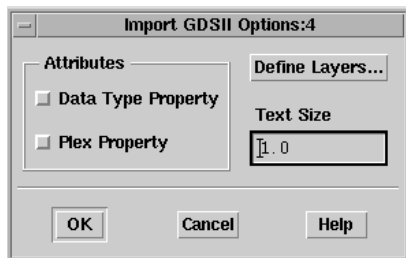 Import GDSII Options:4
Attributes
Define Layers...
Data Type Property
Text Size
Plex Property
1.0
OK
Cancel
Help